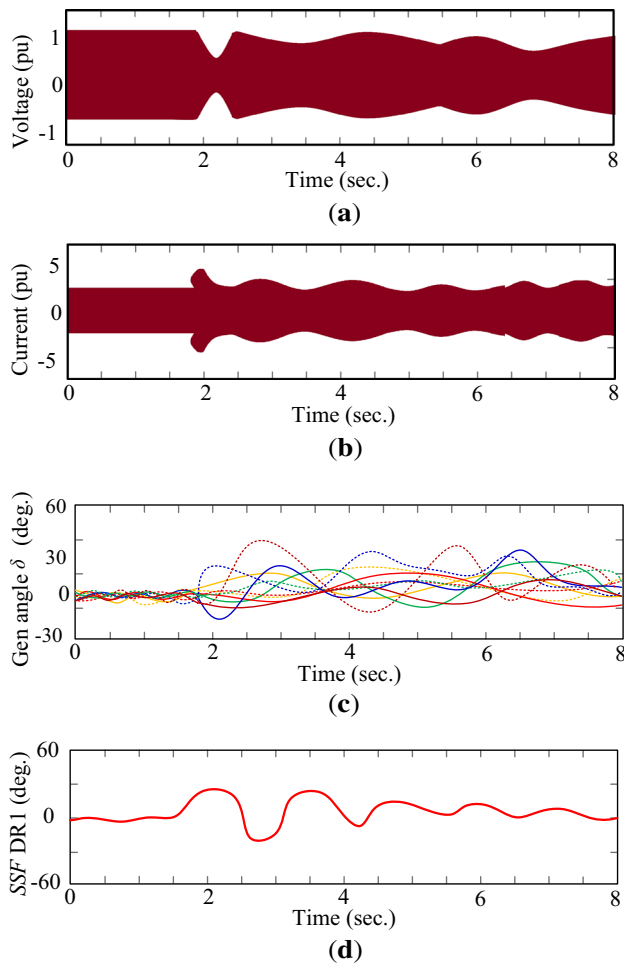 Voltage (pu)
1
0
-1
0 2 4 6 8
Time (sec.)
(a)
Current (pu)
5
0
-5
0 2 4 6 8
Time (sec.)
(b)
Gen angle δ (deg.)
60
30
0
-30
0 2 4 6 8
Time (sec.)
(c)
SSF DR1 (deg.)
60
0
-60
0 2 4 6 8
Time (sec.)
(d)